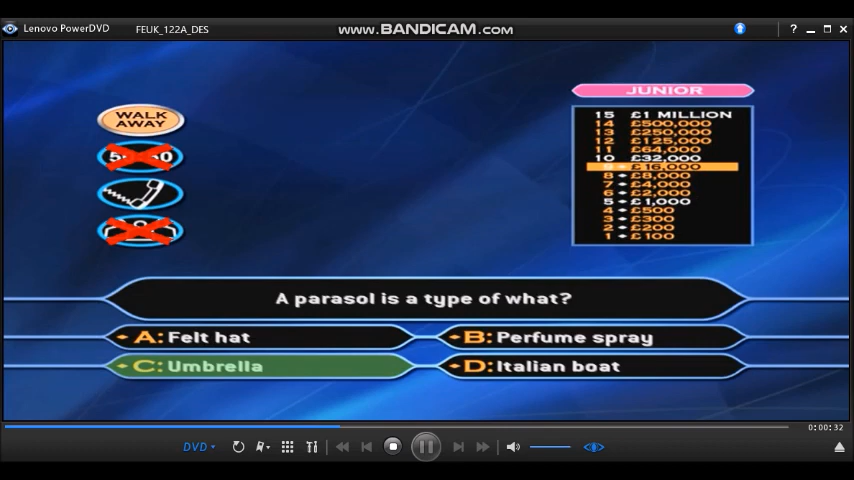 Lenovo PowerDVD
FEUK_122A_DES
www.BANDICAM.com
?
WALK
AWAY
JUNIOR
15 £1 MILLION
14 £500,000
13 £250,000
12 £125,000
11 £64,000
10 £32,000
9 £16,000
8 £8,000
7 £4,000
6 £2,000
5 £1,000
4 £500
3 £300
2 £200
1 £100
A parasol is a type of what?
A: Felt hat
B: Perfume spray
C: Umbrella
D: Italian boat
0:00:32
DVD